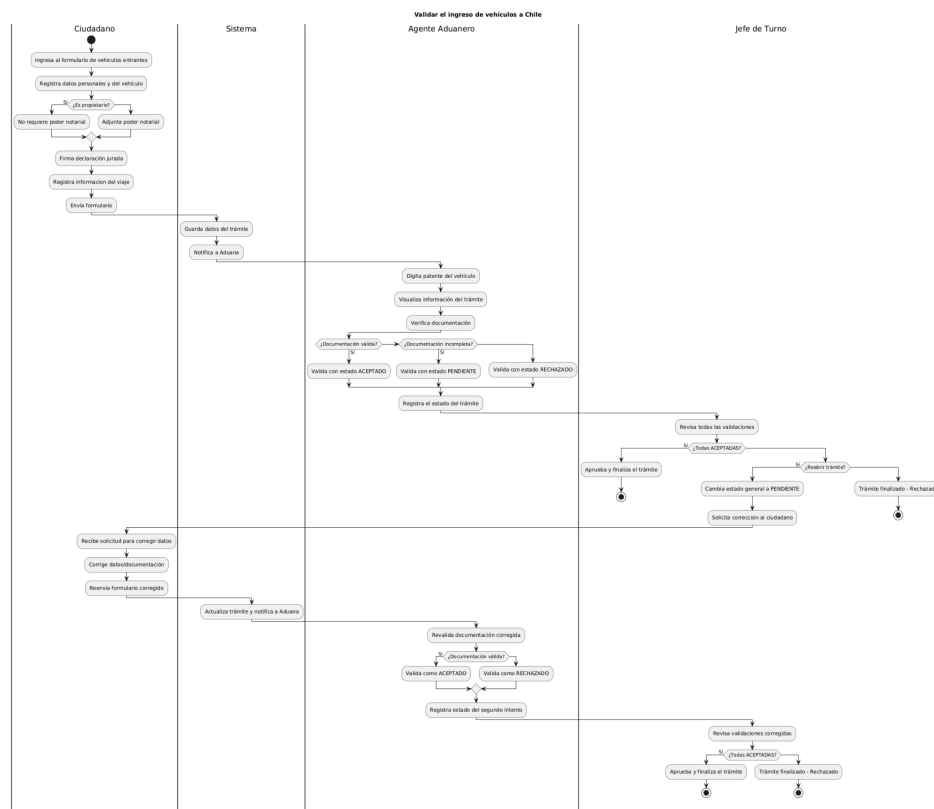 Validar el ingreso de vehículos a Chile
Ciudadano
Sistema
Agente Aduanero
Jefe de Turno
Ingresa al formulario de vehículos entrantes
Registra datos personales y del vehículo
¿Es propietario?
Sí
No requiere poder notarial
Adjunta poder notarial
Firma declaración jurada
Registra informacion del viaje
Envía formulario
Guarda datos del trámite
Notifica a Aduana
Digita patente del vehículo
Visualiza información del trámite
Verifica documentación
¿Documentación válida?
Sí
¿Documentación incompleta?
Sí
Valida con estado ACEPTADO
Valida con estado PENDIENTE
Valida con estado RECHAZADO
Registra el estado del trámite
Revisa todas las validaciones
Sí
¿Todas ACEPTADAS?
Aprueba y finaliza el trámite
Sí
¿Reabrir trámite?
Cambia estado general a PENDIENTE
Trámite finalizado - Rechazad
Solicita corrección al ciudadano
Recibe solicitud para corregir datos
Corrige datos/documentación
Reenvía formulario corregido
Actualiza trámite y notifica a Aduana
Revalida documentación corregida
Sí
¿Documentación válida?
Valida como ACEPTADO
Valida como RECHAZADO
Registra estado del segundo intento
Revisa validaciones corregidas
Sí
¿Todas ACEPTADAS?
Aprueba y finaliza el trámite
Trámite finalizado - Rechazado